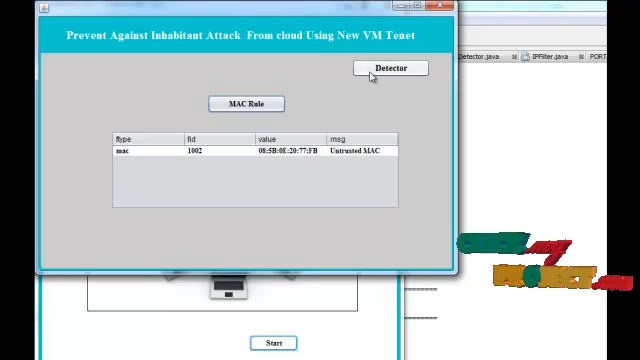 Prevent Against Inhabitant Attack From cloud Using New VM Tenet
Detector
Detector.java
IPFilter.java
PORT
MAC Rule
ftype fid value msg
mac 1002 08:5B:0E:20:77:FB Untrusted MAC
Start